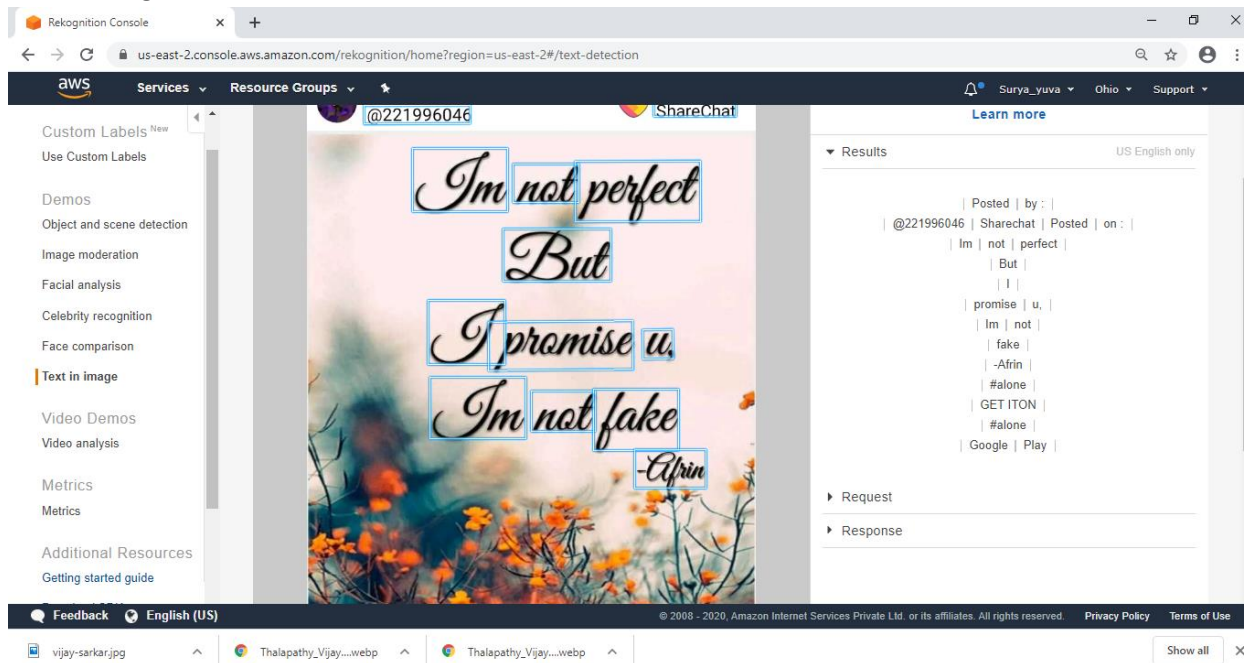 Rekognition Console
us-east-2.console.aws.amazon.com/rekognition/home?region=us-east-2#/text-detection
aws Services Resource Groups Surya_yuva Ohio Support
Custom Labels New
Use Custom Labels
Demos
Object and scene detection
Image moderation
Facial analysis
Celebrity recognition
Face comparison
Text in image
Video Demos
Video analysis
Metrics
Metrics
Additional Resources
Getting started guide
@221996046 ShareChat
Im not perfect
But
I promise u,
Im not fake
-Afrin
Learn more
Results US English only
| Posted | by : |
| @221996046 | Sharechat | Posted | on : |
| Im | not | perfect |
| But |
| I |
| promise | u, |
| Im | not |
| fake |
| -Afrin |
| #alone |
| GET ITON |
| #alone |
| Google | Play |
Request
Response
Feedback English (US) © 2008 - 2020, Amazon Internet Services Private Ltd. or its affiliates. All rights reserved. Privacy Policy Terms of Use
vijay-sarkar.jpg Thalapathy_Vijay....webp Thalapathy_Vijay....webp Show all